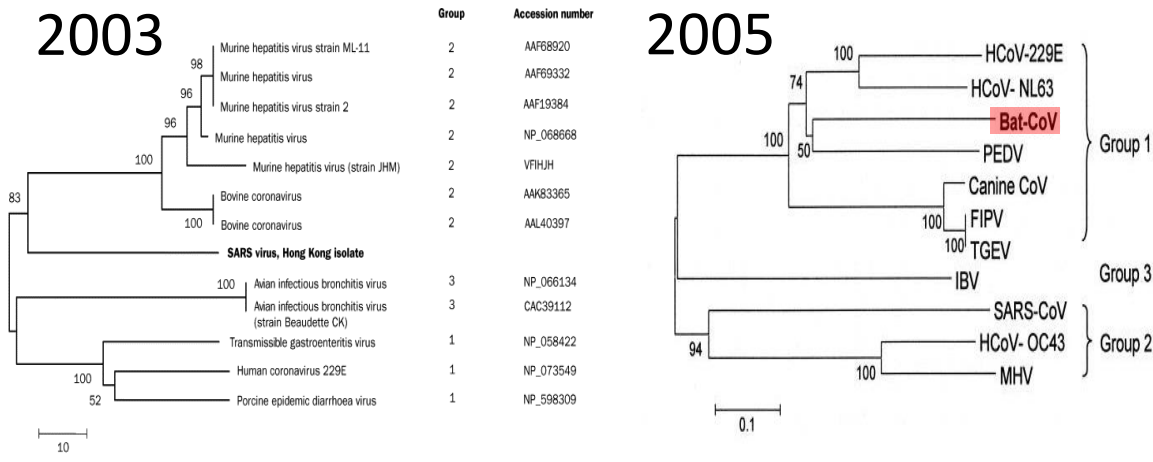 2003
Group Accession number
Murine hepatitis virus strain ML-11 2 AAF68920
98
Murine hepatitis virus 2 AAF69332
96
Murine hepatitis virus strain 2 2 AAF19384
96
Murine hepatitis virus 2 NP_068668
100
Murine hepatitis virus (strain JHM) 2 VFIHJH
83
Bovine coronavirus 2 AAK83365
100
Bovine coronavirus 2 AAL40397
SARS virus, Hong Kong isolate
100
Avian infectious bronchitis virus 3 NP_066134
Avian infectious bronchitis virus 3 CAC39112
(strain Beaudette CK)
Transmissible gastroenteritis virus 1 NP_058422
100
Human coronavirus 229E 1 NP_073549
52
Porcine epidemic diarrhoea virus 1 NP_598309
10
2005
100
HCoV-229E
74
HCoV- NL63
Bat-CoV
100
50
PEDV
Group 1
Canine CoV
100
FIPV
100
TGEV
IBV
Group 3
SARS-CoV
94
HCoV- OC43
Group 2
100
MHV
0.1